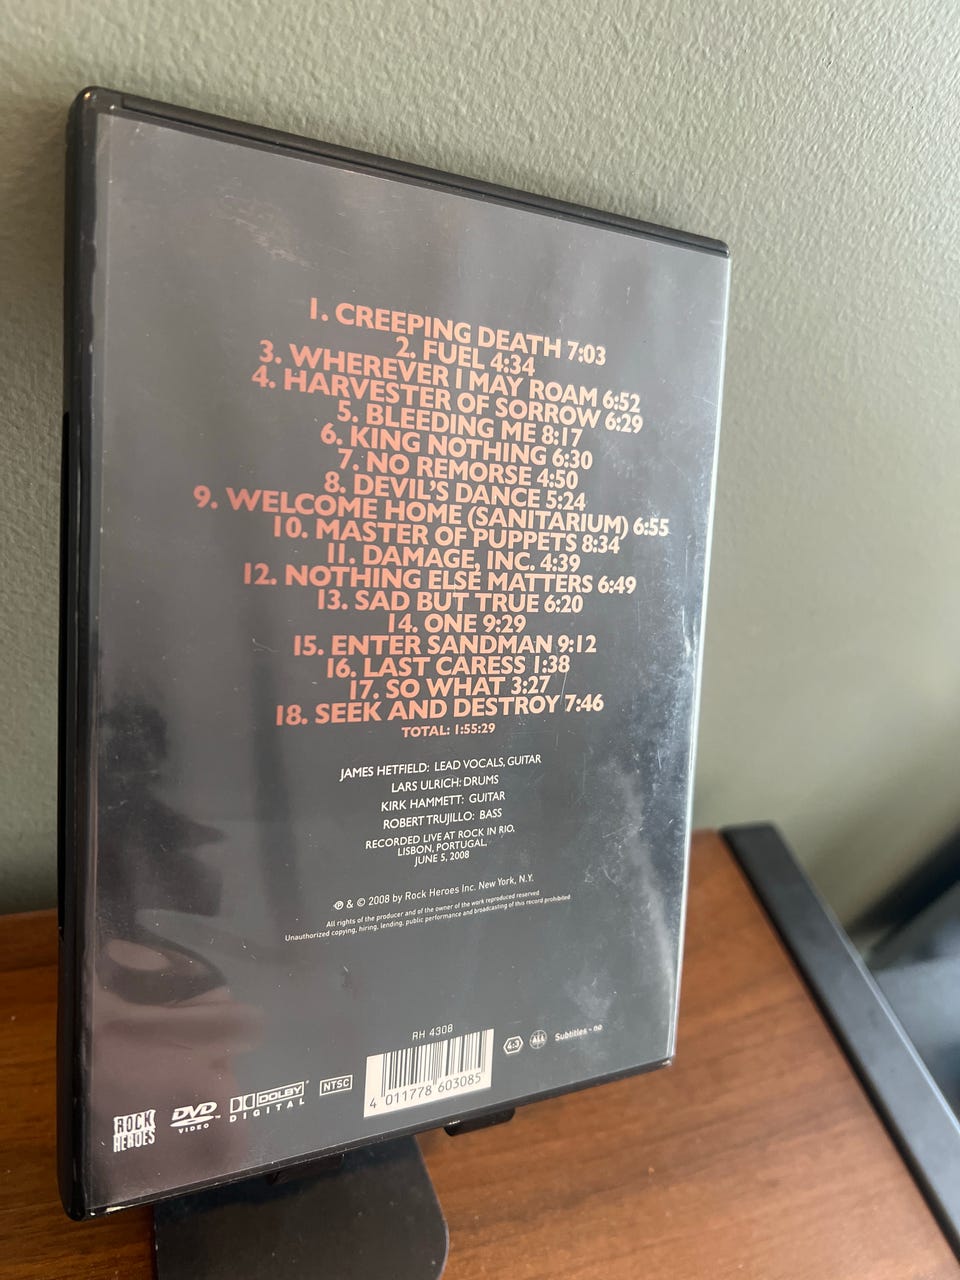 1. CREEPING DEATH 7:03
2. FUEL 4:34
3. WHEREVER I MAY ROAM 6:52
4. HARVESTER OF SORROW 6:29
5. BLEEDING ME 8:17
6. KING NOTHING 6:30
7. NO REMORSE 4:50
8. DEVIL'S DANCE 5:24
9. WELCOME HOME (SANITARIUM) 6:55
10. MASTER OF PUPPETS 8:34
11. DAMAGE, INC. 4:39
12. NOTHING ELSE MATTERS 6:49
13. SAD BUT TRUE 6:20
14. ONE 9:29
15. ENTER SANDMAN 9:12
16. LAST CARESS 1:38
17. SO WHAT 3:27
18. SEEK AND DESTROY 7:46
TOTAL: 1:55:29
JAMES HETFIELD: LEAD VOCALS, GUITAR
LARS ULRICH: DRUMS
KIRK HAMMETT: GUITAR
ROBERT TRUJILLO: BASS
RECORDED LIVE AT ROCK IN RIO,
LISBON, PORTUGAL,
JUNE 5, 2008
℗ & © 2008 by Rock Heroes Inc. New York, N.Y.
All rights of the producer and of the owner of the work reproduced reserved
Unauthorized copying, hiring, lending, public performance and broadcasting of this record prohibited
RH 4308
4 011778 603085
4:3
ALL
Subtitles - no
ROCK
HEROES
DVD
VIDEO™
DOLBY
DIGITAL
NTSC